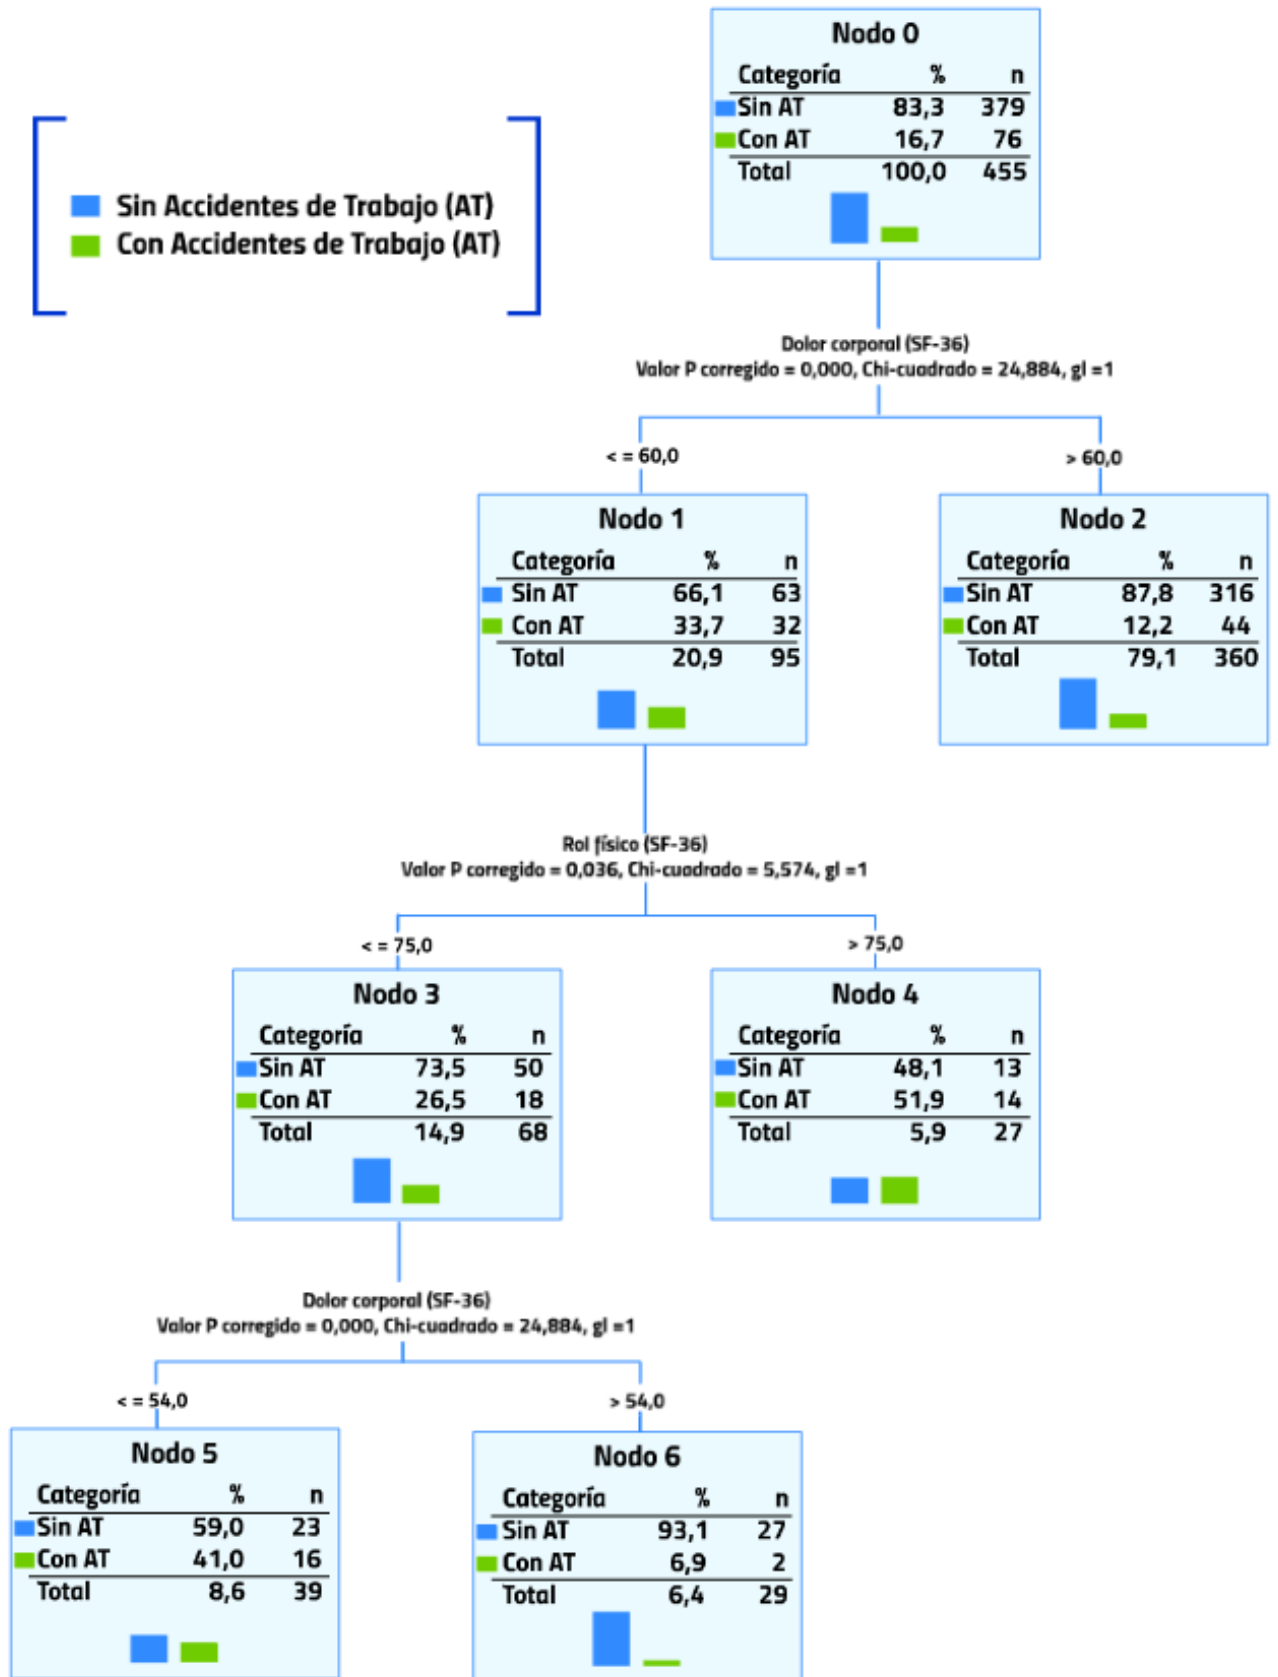 Nodo 0
Categoría % n
Sin AT 83,3 379
Con AT 16,7 76
Total 100,0 455
Sin Accidentes de Trabajo (AT)
Con Accidentes de Trabajo (AT)
Dolor corporal (SF-36)
Valor P corregido = 0,000, Chi-cuadrado = 24,884, gl =1
< = 60,0
> 60,0
Nodo 1
Categoría % n
Sin AT 66,1 63
Con AT 33,7 32
Total 20,9 95
Nodo 2
Categoría % n
Sin AT 87,8 316
Con AT 12,2 44
Total 79,1 360
Rol físico (SF-36)
Valor P corregido = 0,036, Chi-cuadrado = 5,574, gl =1
< = 75,0
> 75,0
Nodo 3
Categoría % n
Sin AT 73,5 50
Con AT 26,5 18
Total 14,9 68
Nodo 4
Categoría % n
Sin AT 48,1 13
Con AT 51,9 14
Total 5,9 27
Dolor corporal (SF-36)
Valor P corregido = 0,000, Chi-cuadrado = 24,884, gl =1
< = 54,0
> 54,0
Nodo 5
Categoría % n
Sin AT 59,0 23
Con AT 41,0 16
Total 8,6 39
Nodo 6
Categoría % n
Sin AT 93,1 27
Con AT 6,9 2
Total 6,4 29